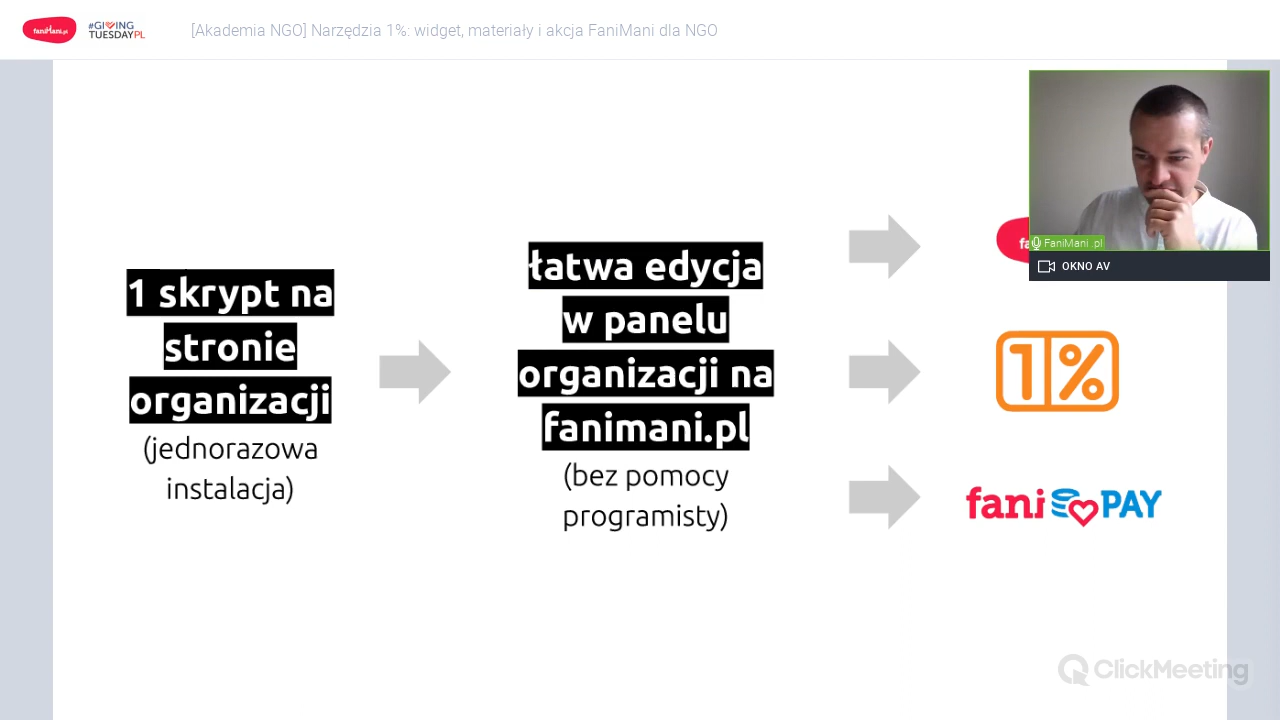 faniMani.pl
#GIVING
TUESDAYPL
[Akademia NGO] Narzędzia 1%: widget, materiały i akcja FaniMani dla NGO
1 skrypt na
stronie
organizacji
(jednorazowa
instalacja)
łatwa edycja
w panelu
organizacji na
fanimani.pl
(bez pomocy
programisty)
fa
FaniMani .pl
OKNO AV
1%
fani PAY
ClickMeeting